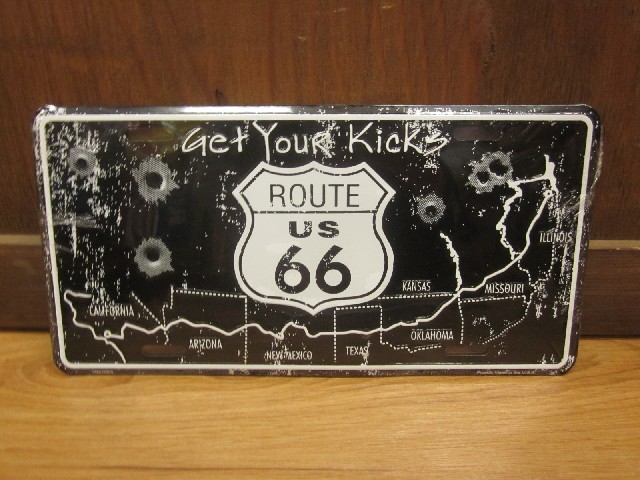 Get Your Kicks
ROUTE
US
66
ILLINOIS
KANSAS
MISSOURI
CALIFORNIA
OKLAHOMA
ARIZONA
NEW MEXICO
TEXAS